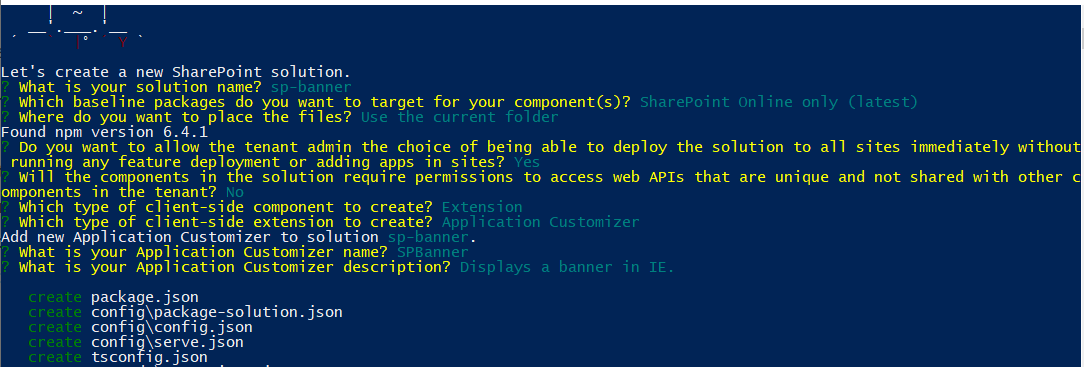 Let's create a new SharePoint solution.
? What is your solution name? sp-banner
? Which baseline packages do you want to target for your component(s)? SharePoint Online only (latest)
? Where do you want to place the files? Use the current folder
Found npm version 6.4.1
? Do you want to allow the tenant admin the choice of being able to deploy the solution to all sites immediately without
running any feature deployment or adding apps in sites? Yes
? Will the components in the solution require permissions to access web APIs that are unique and not shared with other c
omponents in the tenant? No
? Which type of client-side component to create? Extension
? Which type of client-side extension to create? Application Customizer
Add new Application Customizer to solution sp-banner.
? What is your Application Customizer name? SPBanner
? What is your Application Customizer description? Displays a banner in IE.
create package.json
create config\package-solution.json
create config\config.json
create config\serve.json
create tsconfig.json